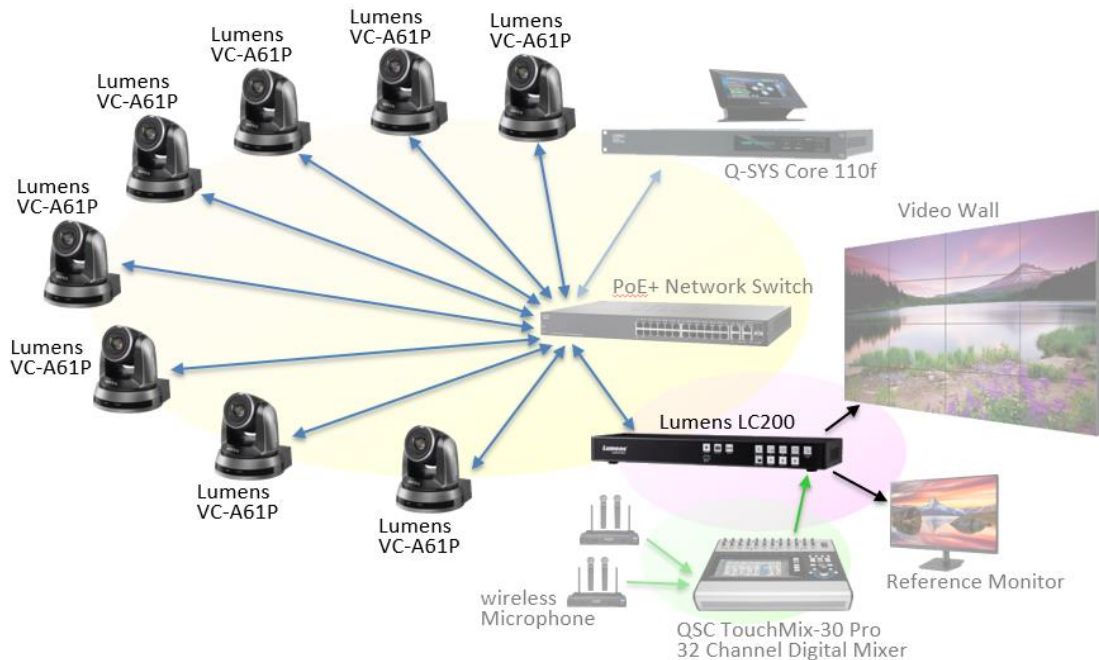 Lumens
VC-A61P
Lumens
VC-A61P
Lumens
VC-A61P
Lumens
VC-A61P
Lumens
VC-A61P
Q-SYS Core 110f
Lumens
VC-A61P
Video Wall
PoE+ Network Switch
Lumens
VC-A61P
Lumens LC200
Lumens
Lumens
VC-A61P
Lumens
VC-A61P
wireless
Microphone
Reference Monitor
QSC TouchMix-30 Pro
32 Channel Digital Mixer